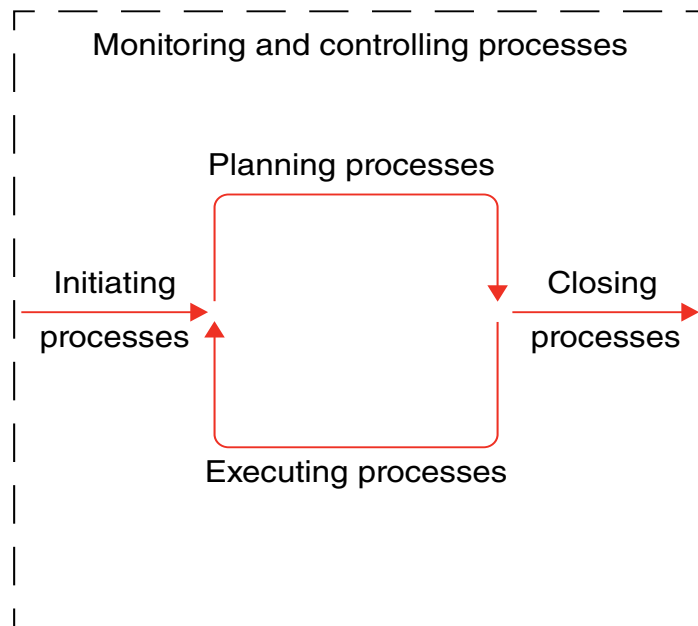 Monitoring and controlling processes
Planning processes
Initiating
processes
Closing
processes
Executing processes